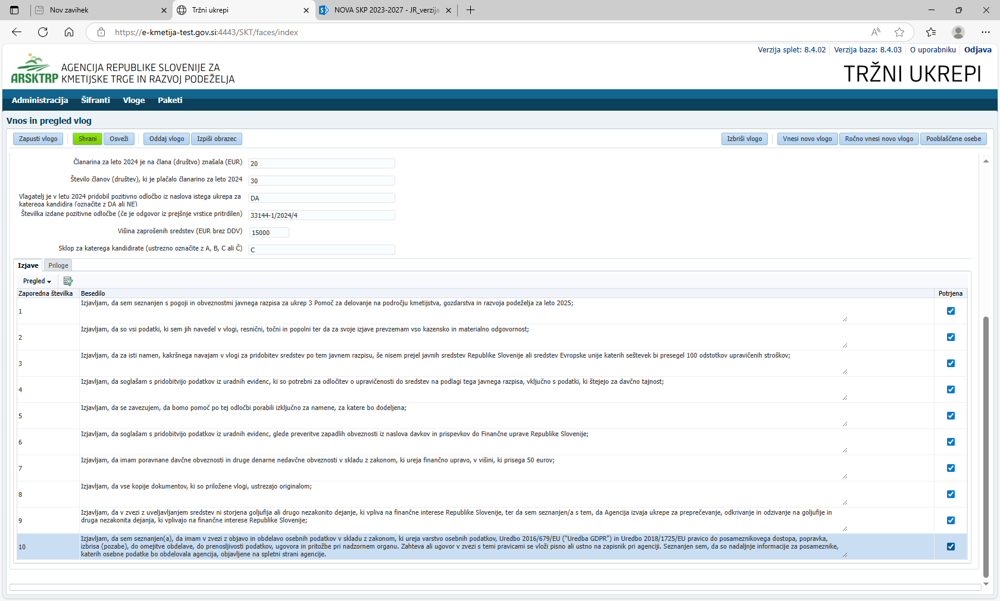 Nov zavihek
Tržni ukrepi
NOVA SKP 2023-2027 - JR_verzija
https://e-kmetija-test.gov.si:4443/SKT/faces/index
Verzija splet: 8.4.02 Verzija baza: 8.4.03 O uporabniku Odjava
ARSKTRP
AGENCIJA REPUBLIKE SLOVENIJE ZA
KMETIJSKE TRGE IN RAZVOJ PODEŽELJA
TRŽNI UKREPI
Administracija Šifranti Vloge Paketi
Vnos in pregled vlog
Zapusti vlogo Shrani Osveži Oddaj vlogo Izpiši obrazec Izbriši vlogo Vnesi novo vlogo Ročno vnesi novo vlogo Pooblaščene osebe
Članarina za leto 2024 je na člana (društvo) znašala (EUR) 20
Število članov (društev), ki je plačalo članarino za leto 2024 30
Vlagatelj je v letu 2024 pridobil pozitivno odločbo iz naslova istega ukrepa za
katerega kandidira (označite z DA ali NE) DA
Številka izdane pozitivne odločbe (če je odgovor iz prejšnje vrstice pritrdilen) 33144-1/2024/4
Višina zaprošenih sredstev (EUR brez DDV) 15000
Sklop za katerega kandidirate (ustrezno označite z A, B, C ali Č) C
Izjave Priloge
Pregled
Zaporedna številka Besedilo Potrjena
1 Izjavljam, da sem seznanjen s pogoji in obveznostmi javnega razpisa za ukrep 3 Pomoč za delovanje na področju kmetijstva, gozdarstva in razvoja podeželja za leto 2025;
2 Izjavljam, da so vsi podatki, ki sem jih navedel v vlogi, resnični, točni in popolni ter da za svoje izjave prevzemam vso kazensko in materialno odgovornost;
3 Izjavljam, da za isti namen, kakršnega navajam v vlogi za pridobitev sredstev po tem javnem razpisu, še nisem prejel javnih sredstev Republike Slovenije ali sredstev Evropske unije katerih seštevek bi presegel 100 odstotkov upravičenih stroškov;
4 Izjavljam, da soglašam s pridobitvijo podatkov iz uradnih evidenc, ki so potrebni za odločitev o upravičenosti do sredstev na podlagi tega javnega razpisa, vključno s podatki, ki štejejo za davčno tajnost;
5 Izjavljam, da se zavezujem, da bomo pomoč po tej odločbi porabili izključno za namene, za katere bo dodeljena;
6 Izjavljam, da soglašam s pridobitvijo podatkov iz uradnih evidenc, glede preveritve zapadlih obveznosti iz naslova davkov in prispevkov do Finančne uprave Republike Slovenije;
7 Izjavljam, da imam poravnane davčne obveznosti in druge denarne nedavčne obveznosti v skladu z zakonom, ki ureja finančno upravo, v višini, ki prisega 50 eurov;
8 Izjavljam, da vse kopije dokumentov, ki so priložene vlogi, ustrezajo originalom;
9 Izjavljam, da v zvezi z uveljavljanjem sredstev ni storjena goljufija ali drugo nezakonito dejanje, ki vpliva na finančne interese Republike Slovenije, ter da sem seznanjen/a s tem, da Agencija izvaja ukrepe za preprečevanje, odkrivanje in odzivanje na goljufije in
druga nezakonita dejanja, ki vplivajo na finančne interese Republike Slovenije;
10 Izjavljam, da sem seznanjen(a), da imam v zvezi z objavo in obdelavo osebnih podatkov v skladu z zakonom, ki ureja varstvo osebnih podatkov, Uredbo 2016/679/EU ("Uredba GDPR") in Uredbo 2018/1725/EU pravico do posameznikovega dostopa, popravka,
izbrisa (pozabe), do omejitve obdelave, do prenosljivosti podatkov, ugovora in pritožbe pri nadzornem organu. Zahteva ali ugovor v zvezi s temi pravicami se vloži pisno ali ustno na zapisnik pri agenciji. Seznanjen sem, da so nadaljnje informacije za posameznike,
katerih osebne podatke bo obdelovala agencija, objavljene na spletni strani agencije.